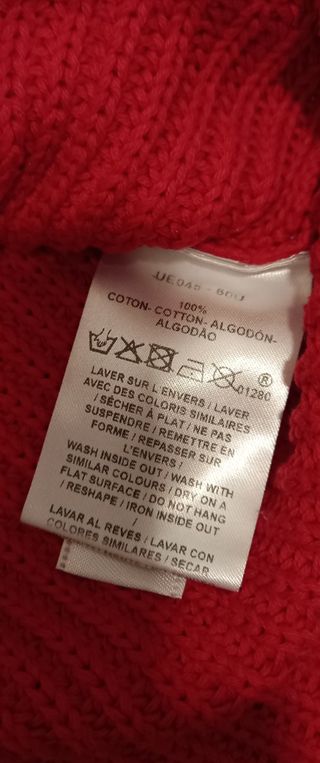 100%
COTON- COTTON- ALGODÓN-
ALGODÃO
®
01280
LAVER SUR L'ENVERS / LAVER
AVEC DES COLORIS SIMILAIRES
/ SÉCHER À PLAT / NE PAS
SUSPENDRE / REMETTRE EN
FORME / REPASSER SUR
L'ENVERS /
WASH INSIDE OUT / WASH WITH
SIMILAR COLOURS / DRY ON A
FLAT SURFACE / DO NOT HANG
/ RESHAPE / IRON INSIDE OUT
/
LAVAR AL REVES / LAVAR CON
COLORES SIMILARES / SECAR